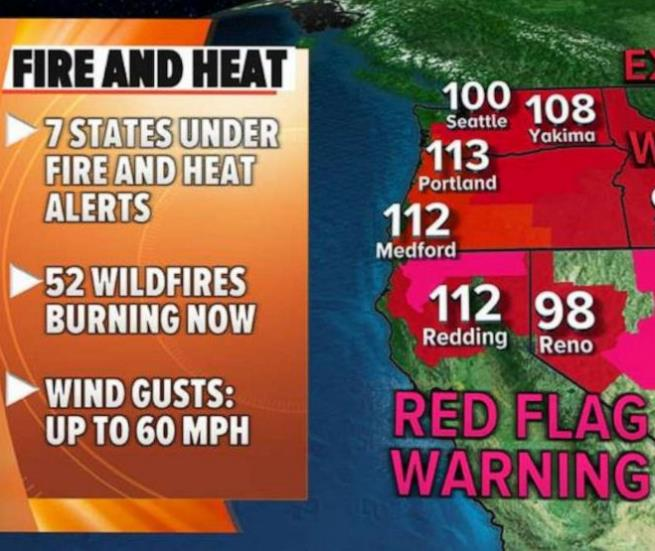 FIRE AND HEAT
7 STATES UNDER
FIRE AND HEAT
ALERTS
52 WILDFIRES
BURNING NOW
WIND GUSTS:
UP TO 60 MPH
100
Seattle
108
Yakima
113
Portland
112
Medford
112
Redding
98
Reno
RED FLAG
WARNING